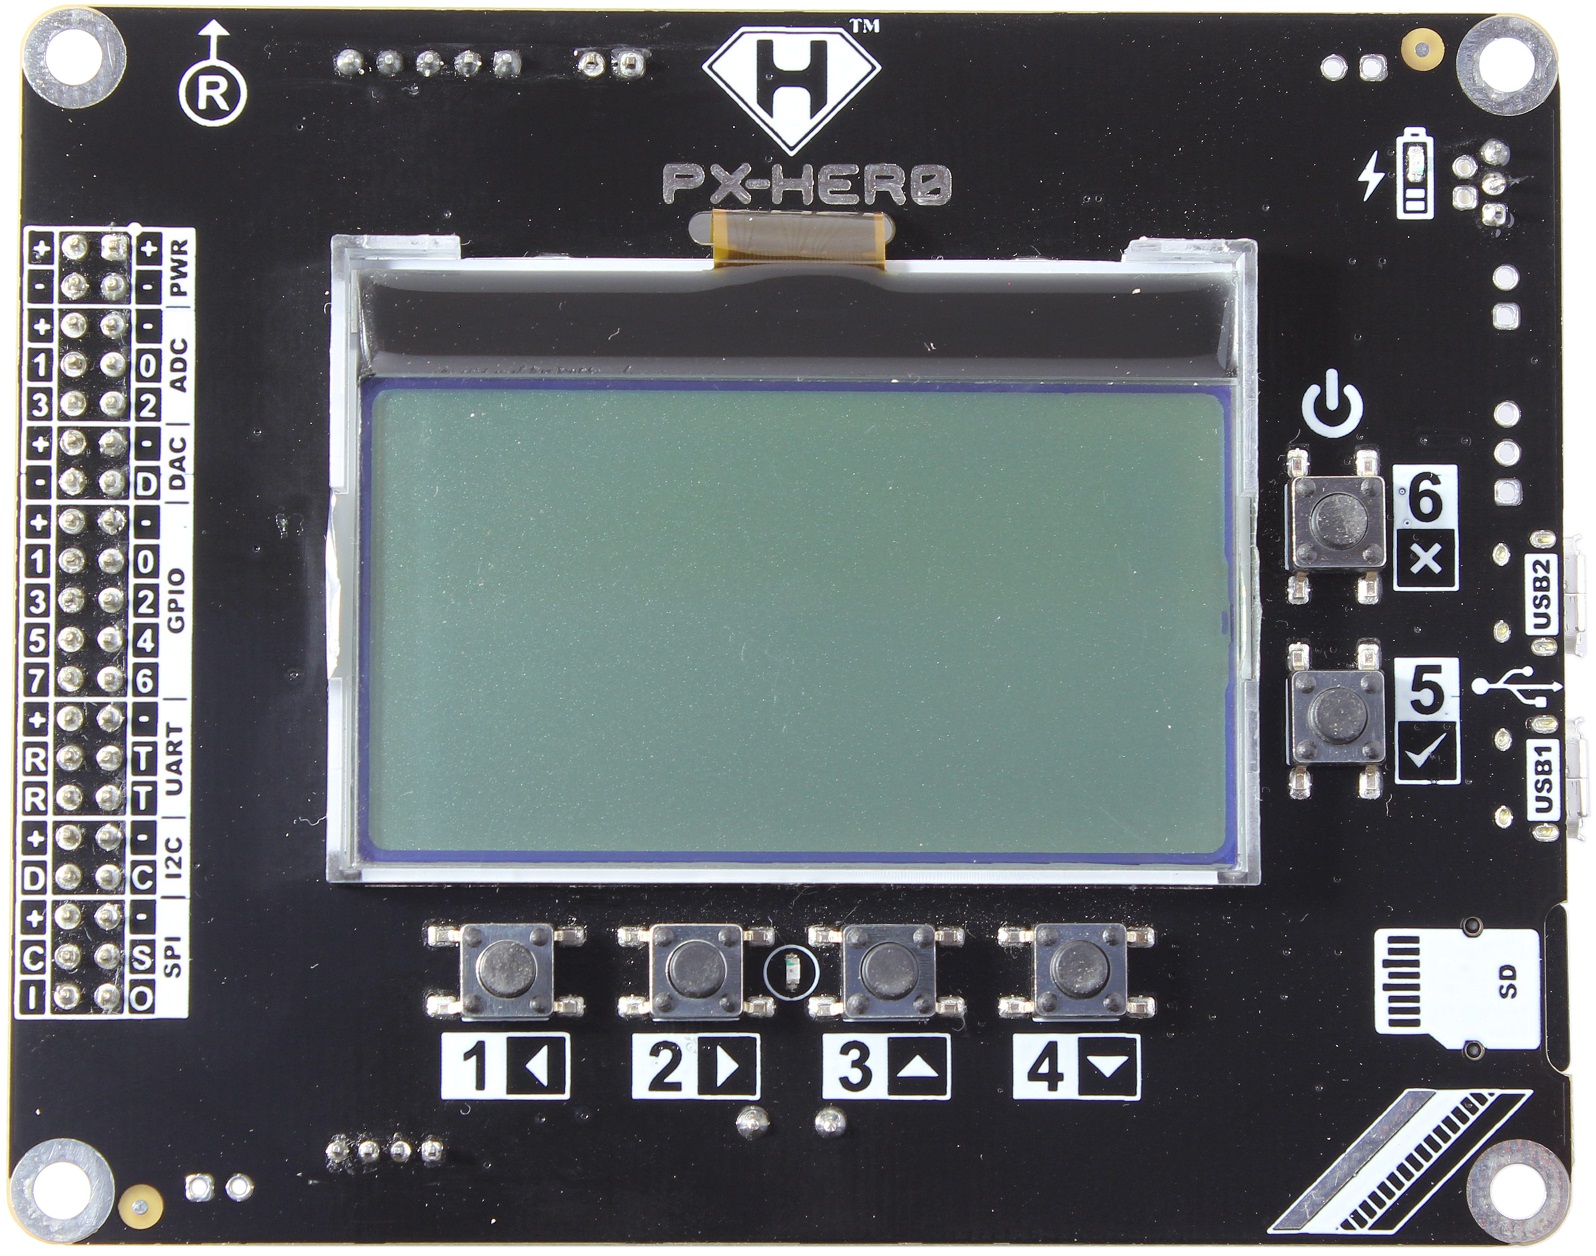 R
H
TM
PX-HERØ
+ + PWR
- -
+ - ADC
1 0
3 2
+ - DAC
- D
+ - GPIO
1 0
3 2
5 4
7 6
+ - UART
R T
R T
+ - I2C
D C
+ - SPI
C S
I O
6
5
USB2
USB1
SD
1
2
3
4